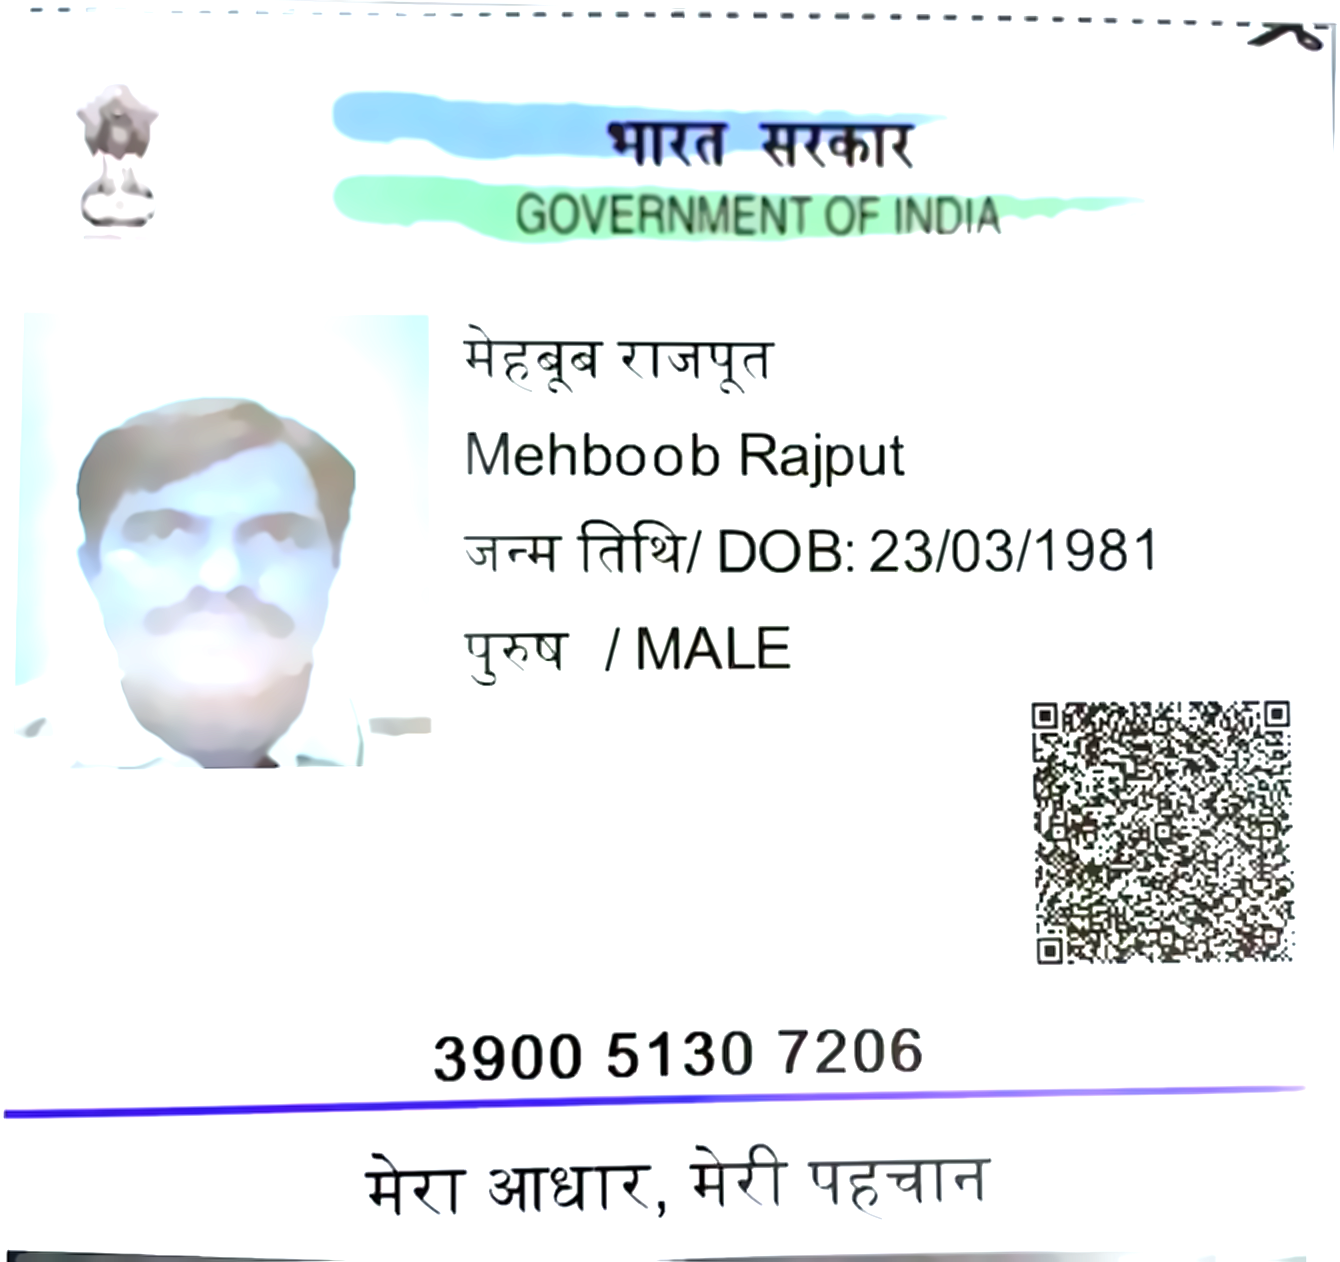 भारत सरकार
GOVERNMENT OF INDIA
मेहबूब राजपूत
Mehboob Rajput
जन्म तिथि/ DOB: 23/03/1981
पुरुष / MALE
3900 5130 7206
मेरा आधार, मेरी पहचान